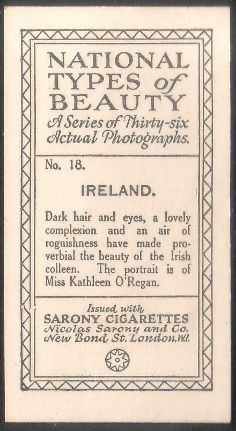 NATIONAL
TYPES of
BEAUTY
A Series of Thirty-six
Actual Photographs.
No. 18.
IRELAND.
Dark hair and eyes, a lovely
complexion and an air of
roguishness have made pro-
verbial the beauty of the Irish
colleen. The portrait is of
Miss Kathleen O'Regan.
Issued with
SARONY CIGARETTES
Nicolas Sarony and Co.
New Bond St. London.W1.